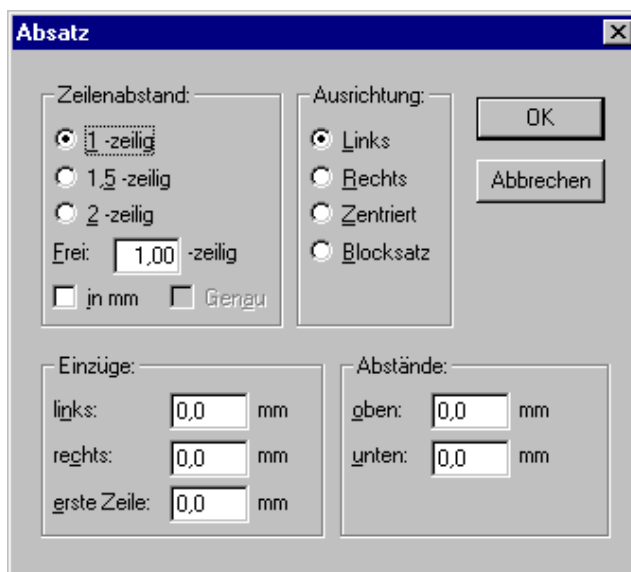 Absatz
Zeilenabstand:
1 -zeilig
1,5 -zeilig
2 -zeilig
Frei: 1,00 -zeilig
in mm Genau
Ausrichtung:
Links
Rechts
Zentriert
Blocksatz
OK
Abbrechen
Einzüge:
links: 0,0 mm
rechts: 0,0 mm
erste Zeile: 0,0 mm
Abstände:
oben: 0,0 mm
unten: 0,0 mm